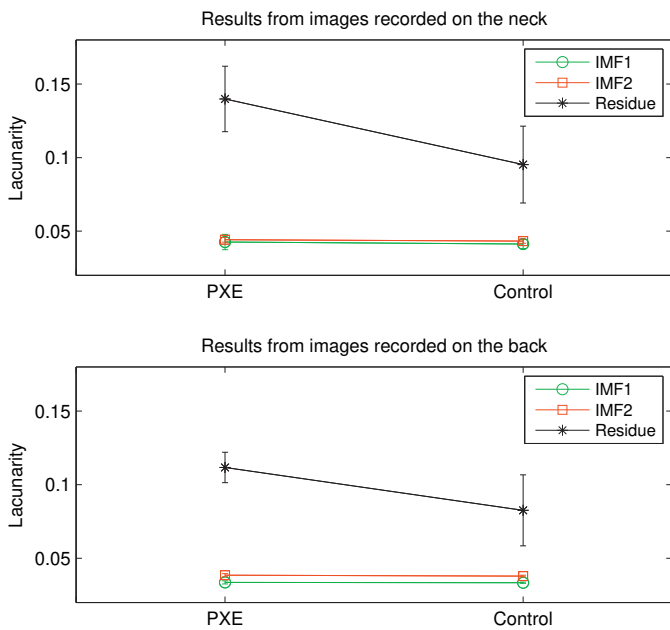 Results from images recorded on the neck
IMF1
IMF2
Residue
0.15
0.1
0.05
Lacunarity
PXE Control
Results from images recorded on the back
IMF1
IMF2
Residue
0.15
0.1
0.05
Lacunarity
PXE Control